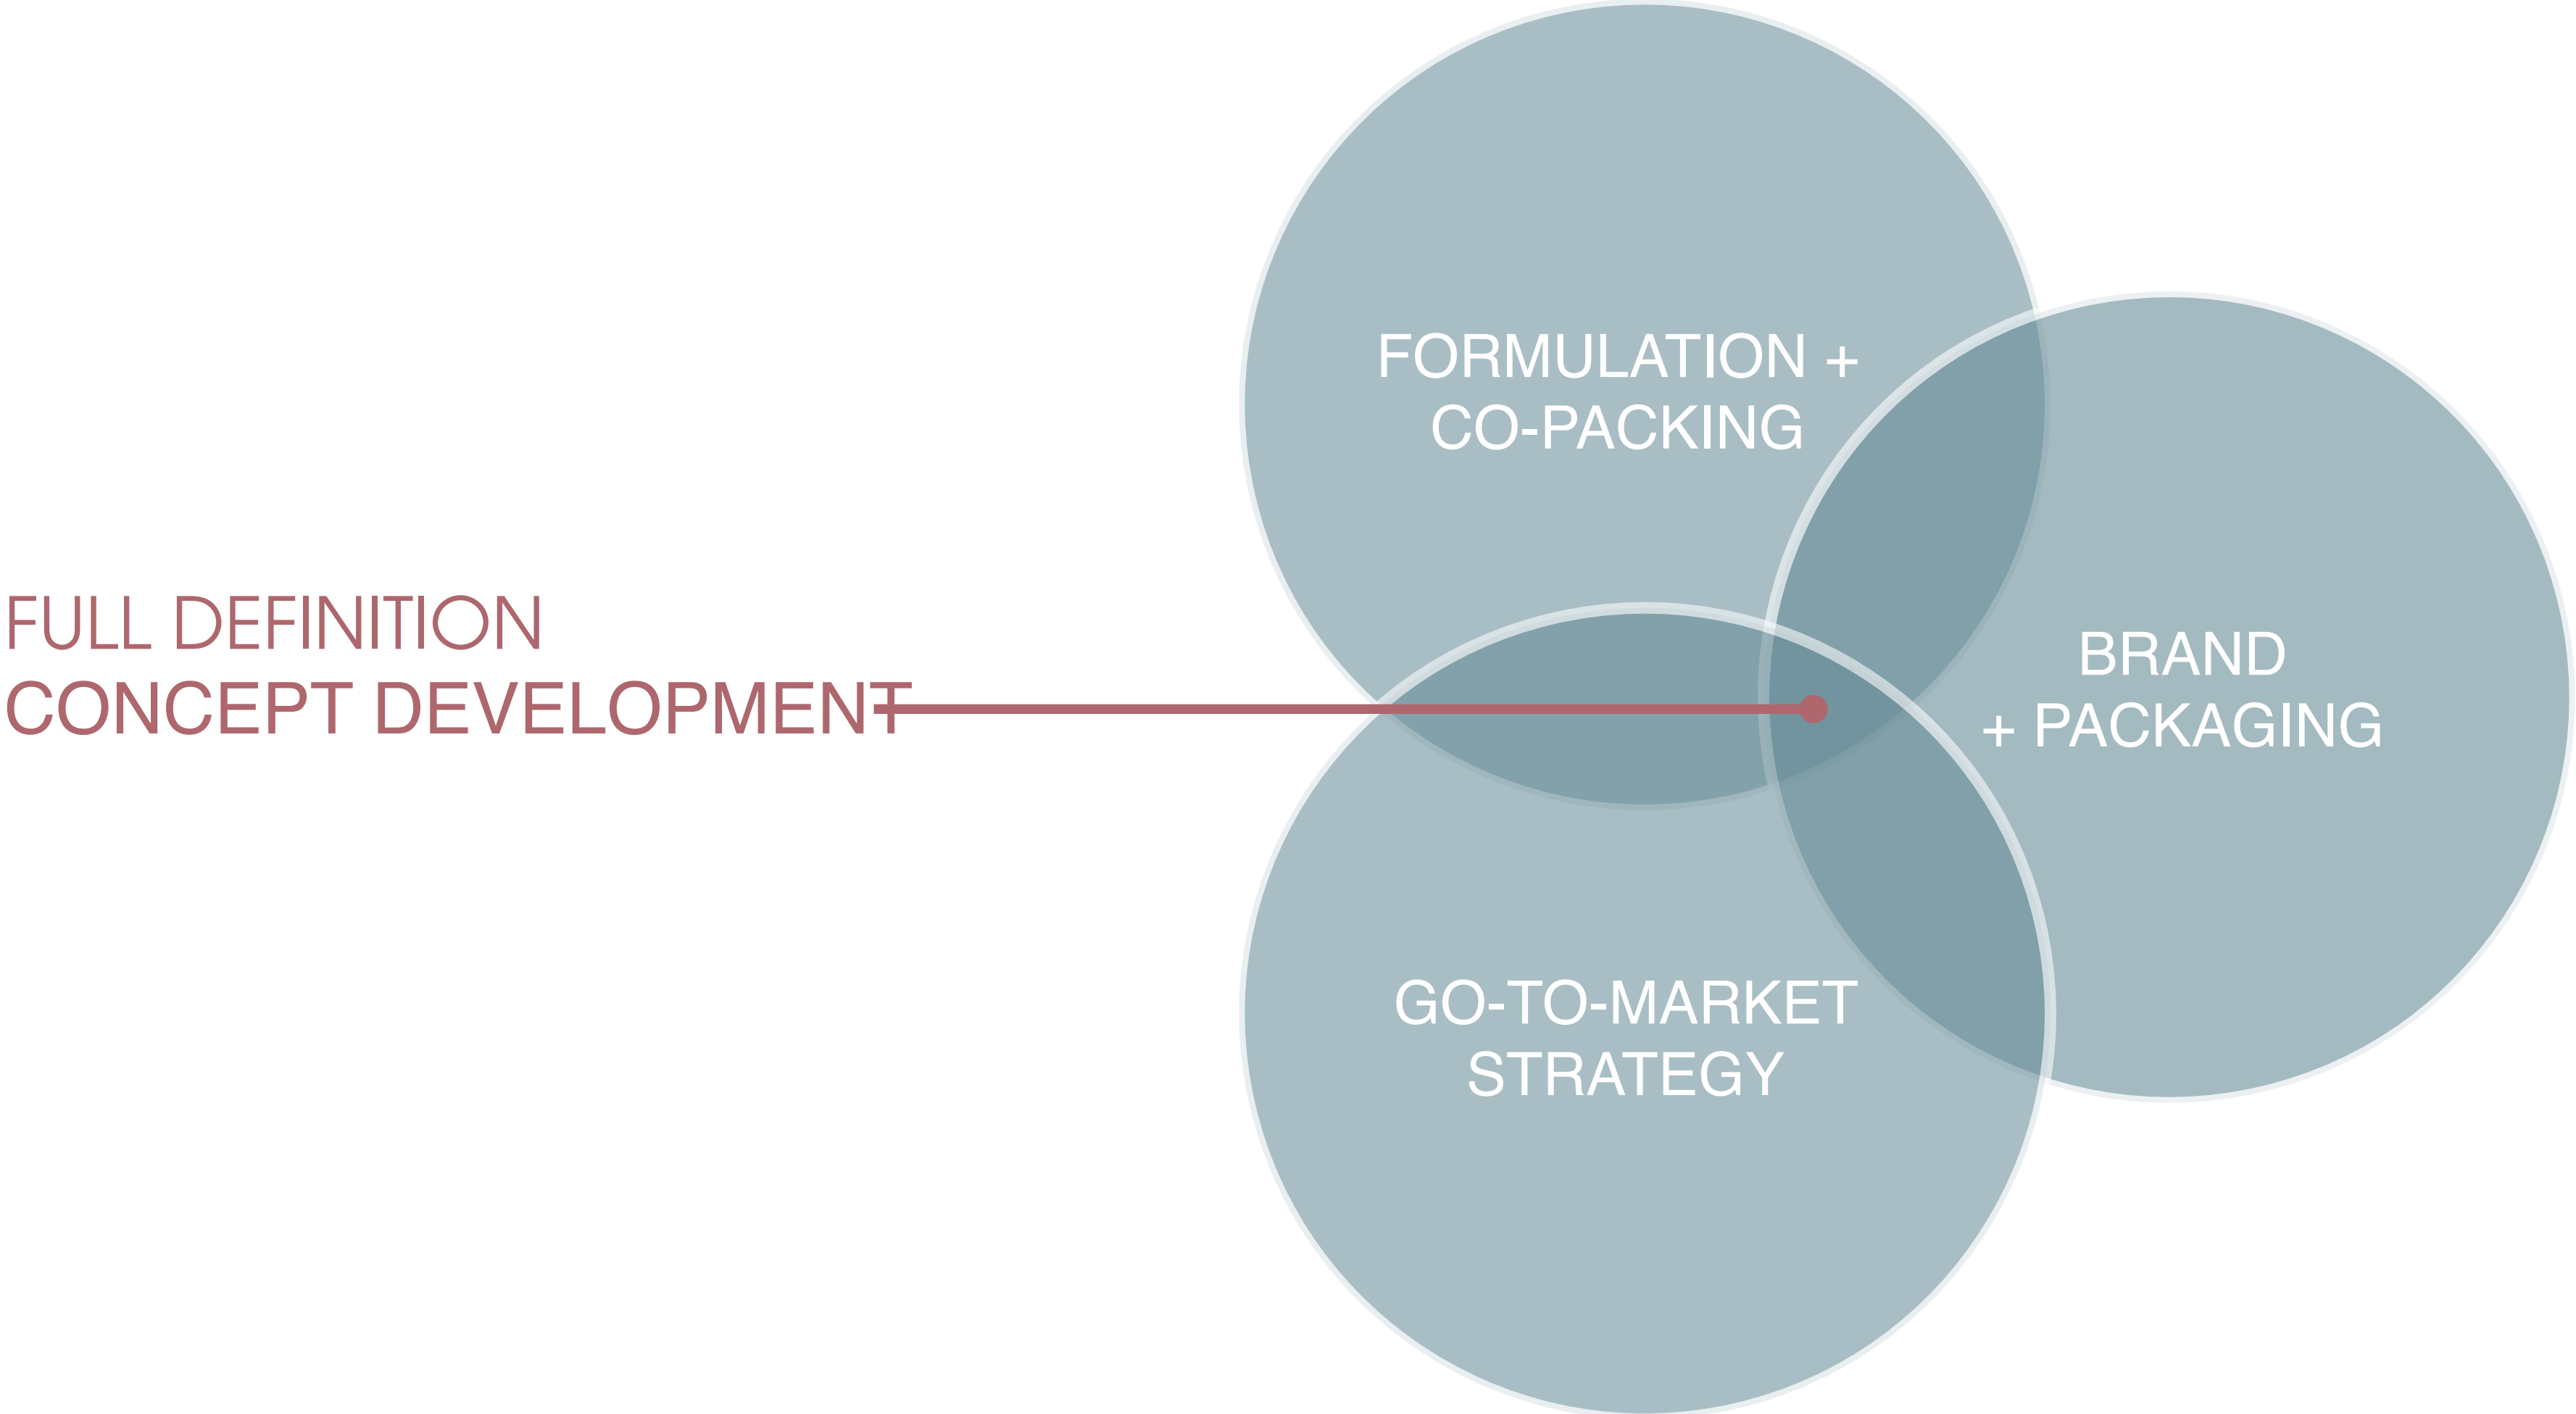 FULL DEFINITION
CONCEPT DEVELOPMENT
FORMULATION +
CO-PACKING
BRAND
+ PACKAGING
GO-TO-MARKET
STRATEGY